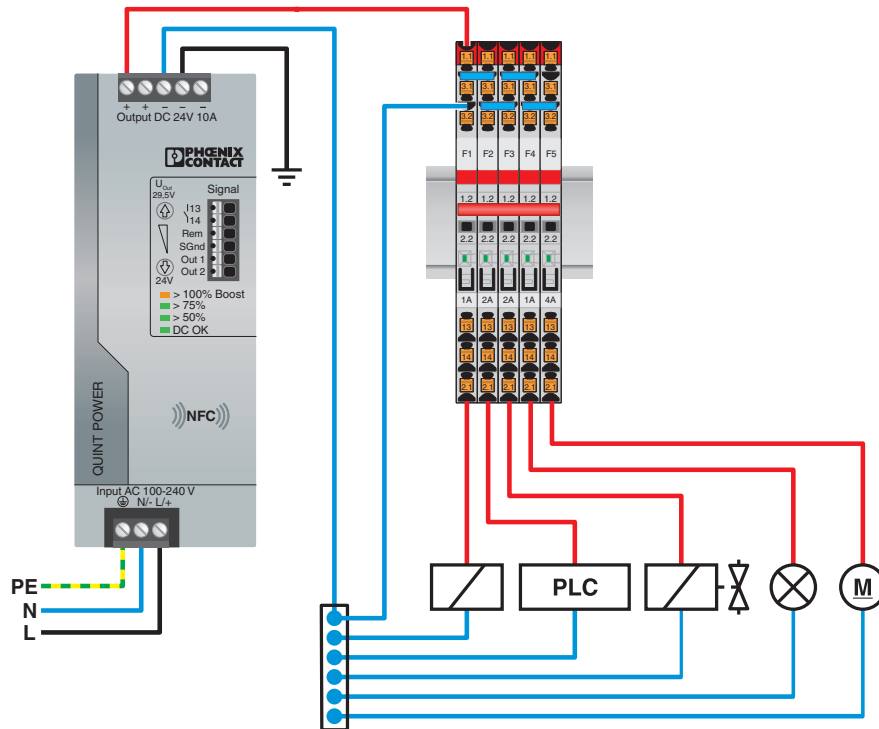 + + – – –
Output DC 24V 10A
PHŒNIX
CONTACT
UOut
29,5V
24V
Signal
13
14
Rem
SGnd
Out 1
Out 2
> 100% Boost
> 75%
> 50%
DC OK
QUINT POWER
NFC
Input AC 100-240 V
N/- L/+
PE
N
L
1.1 1.1 1.1 1.1 1.1
3.1 3.1 3.1 3.1 3.1
3.2 3.2 3.2 3.2 3.2
F1 F2 F3 F4 F5
1.2 1.2 1.2 1.2 1.2
2.2 2.2 2.2 2.2 2.2
1A 2A 2A 1A 4A
13 13 13 13 13
14 14 14 14 14
2.1 2.1 2.1 2.1 2.1
PLC
M